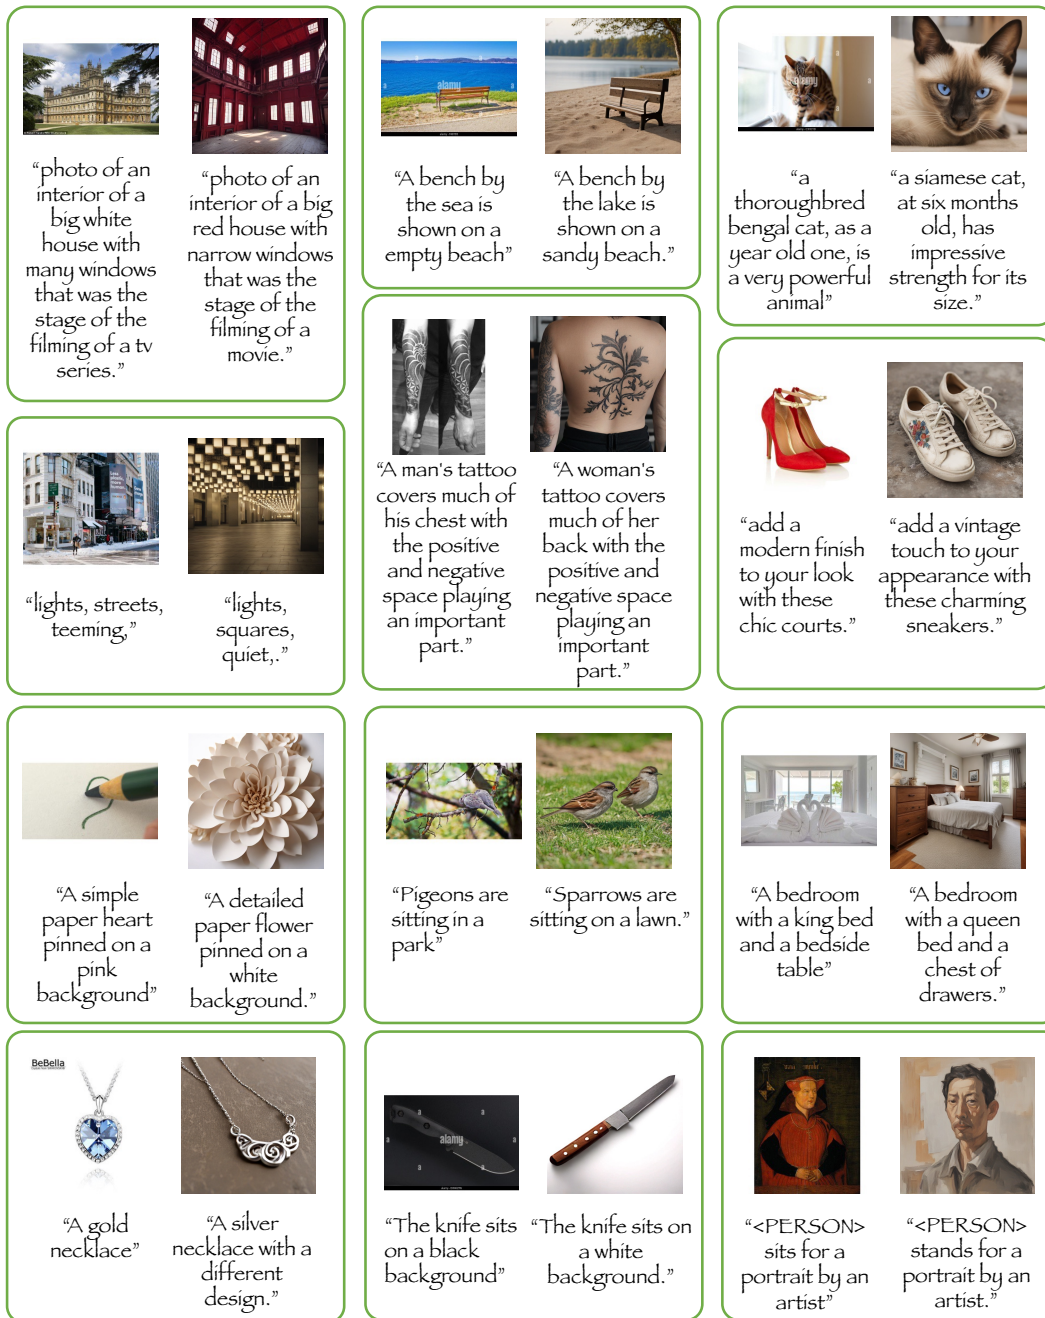 “photo of an
interior of a
big white
house with
many windows
that was the
stage of the
filming of a tv
series.”
“photo of an
interior of a big
red house with
narrow windows
that was the
stage of the
filming of a
movie.”
alamy
“A bench by
the sea is
shown on a
empty beach”
“A bench by
the lake is
shown on a
sandy beach.”
a
alamy
a
a
“a
thoroughbred
bengal cat, as a
year old one, is
a very powerful
animal”
“a siamese cat,
at six months
old, has
impressive
strength for its
size.”
“lights, streets,
teeming,”
“lights,
squares,
quiet,.”
“A man's tattoo
covers much of
his chest with
the positive
and negative
space playing
an important
part.”
“A woman's
tattoo covers
much of her
back with the
positive and
negative space
playing an
important
part.”
“add a
modern finish
to your look
with these
chic courts.”
“add a vintage
touch to your
appearance with
these charming
sneakers.”
“A simple
paper heart
pinned on a
pink
background”
“A detailed
paper flower
pinned on a
white
background.”
“Pigeons are
sitting in a
park”
“Sparrows are
sitting on a lawn.”
“A bedroom
with a king bed
and a bedside
table”
“A bedroom
with a queen
bed and a
chest of
drawers.”
BeBella
“A gold
necklace”
“A silver
necklace with a
different
design.”
a a
alamy
a a
“The knife sits
on a black
background”
“The knife sits on
a white
background.”
“<PERSON>
sits for a
portrait by an
artist”
“<PERSON>
stands for a
portrait by an
artist.”